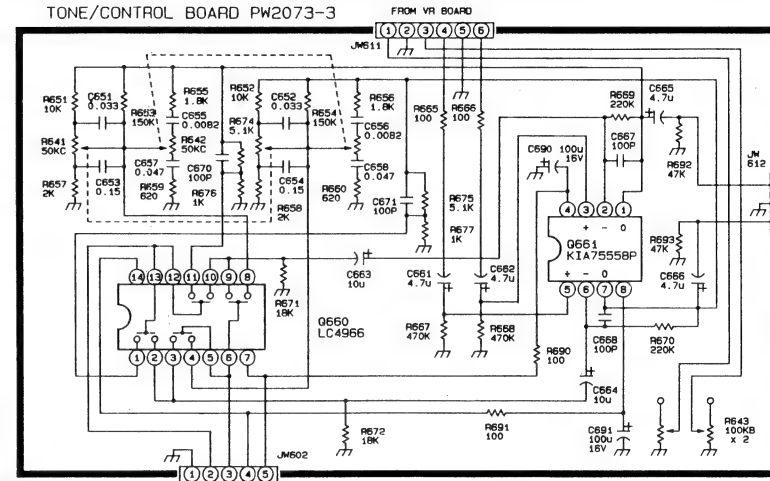 TONE/CONTROL BOARD PW2073-3
FROM VR BOARD
1 2 3 4 5 6
JW611
R651
10K
C651
0.033
R653
150K
R655
1.8K
C655
0.0082
R641
50KC
R642
50KC
R657
2K
C653
0.15
C657
0.047
R659
620
C670
100P
R676
1K
R652
10K
C652
0.033
R674
5.1K
R654
150K
R656
1.8K
C656
0.0082
C654
0.15
C658
0.047
R658
2K
R660
620
C671
100P
R675
5.1K
R677
1K
R665
100
R666
100
C690
100u
16V
R669
220K
C667
100P
C665
4.7u
R692
47K
JW
612
4 3 2 1
+ - O
Q661
KIA75558P
+ - O
5 6 7 8
R693
47K
C666
4.7u
C661
4.7u
C662
4.7u
C663
10u
R671
18K
14 13 12 11 10 9 8
Q660
LC4966
1 2 3 4 5 6 7
R667
470K
R668
470K
R690
100
C668
100P
R670
220K
C664
10u
R672
18K
R691
100
C691
100u
16V
R643
100KB
x 2
JW602
1 2 3 4 5